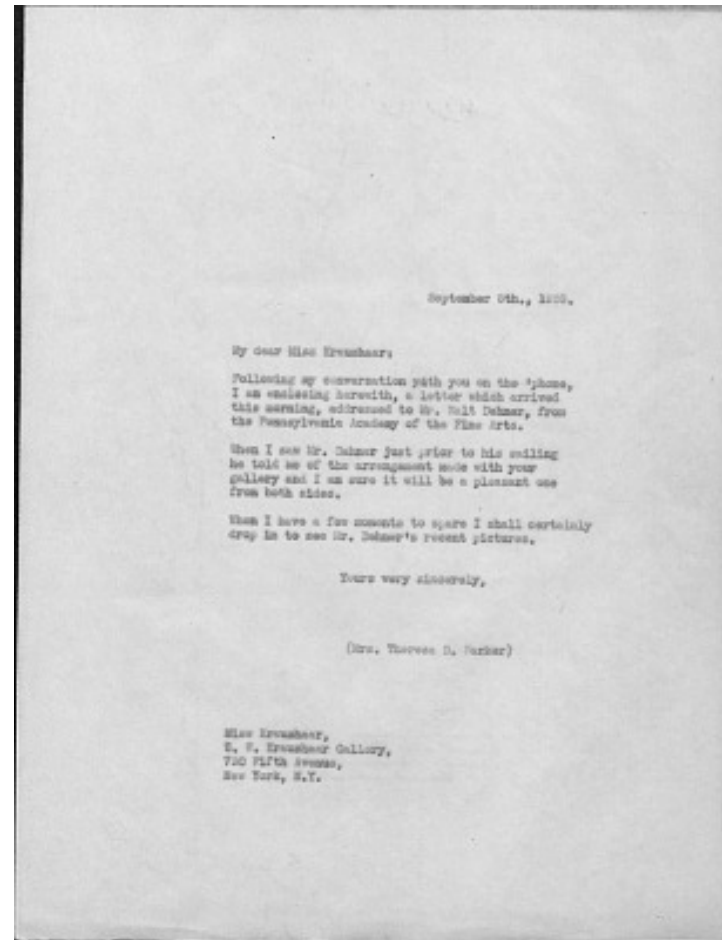 September
My dear Miss Kraushaar:
Following my conversation with you on the 'phone,
I am enclosing herewith, a letter which arrived
this morning, addressed to Mr. Walt Dehner, from
the Pennsylvania Academy of the Fine Arts.
When I saw Mr. Dehner just prior to his sailing
he told me of the arrangement made with your
gallery and I am sure it will be a pleasant one
from both sides.
When I have a few moments to spare I shall certainly
drop in to see Mr. Dehner's recent pictures.
Yours very sincerely,
(Mrs. Theresa D. Parker)
Miss Kraushaar,
Kraushaar Gallery,
Fifth Avenue,
New York, N.Y.